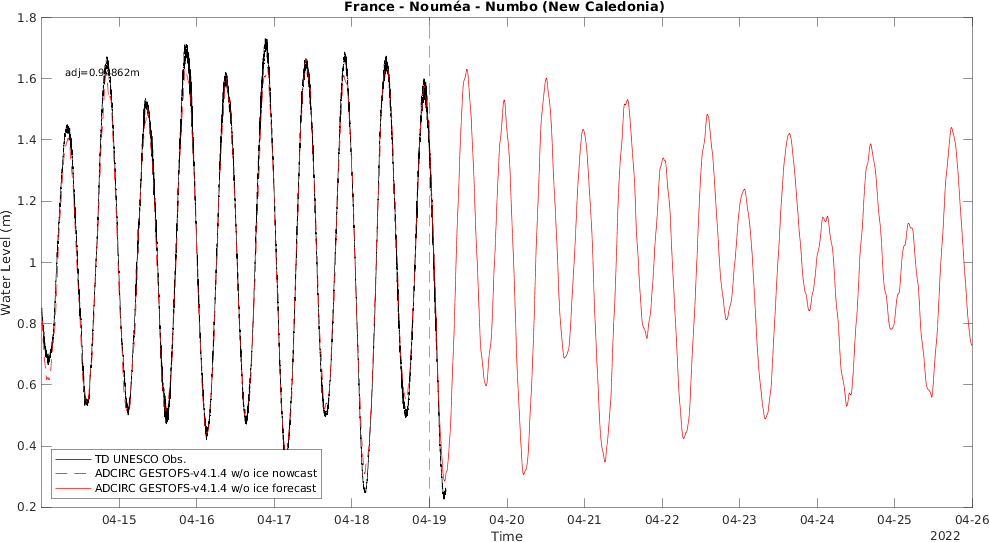 France - Nouméa - Numbo (New Caledonia)
1.8
1.6
1.4
1.2
1
0.8
0.6
0.4
0.2
Water Level (m)
TD UNESCO Obs.
ADCIRC GESTOFS-v4.1.4 w/o ice nowcast
ADCIRC GESTOFS-v4.1.4 w/o ice forecast
04-15 04-16 04-17 04-18 04-19 04-20 04-21 04-22 04-23 04-24 04-25 04-26
Time
2022